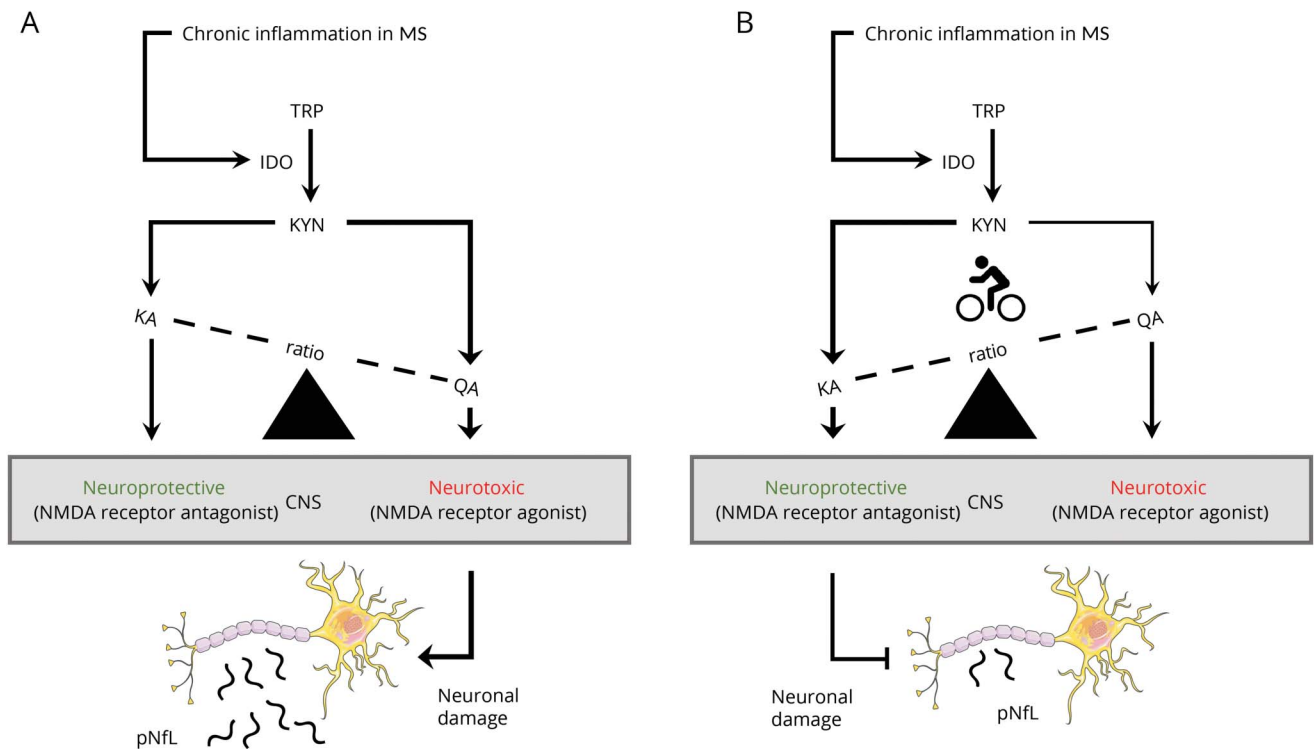 A
Chronic inflammation in MS
TRP
IDO
KYN
KA
ratio
QA
Neuroprotective
(NMDA receptor antagonist)
CNS
Neurotoxic
(NMDA receptor agonist)
Neuronal
damage
pNfL
B
Chronic inflammation in MS
TRP
IDO
KYN
QA
ratio
KA
Neuroprotective
(NMDA receptor antagonist)
CNS
Neurotoxic
(NMDA receptor agonist)
Neuronal
damage
pNfL